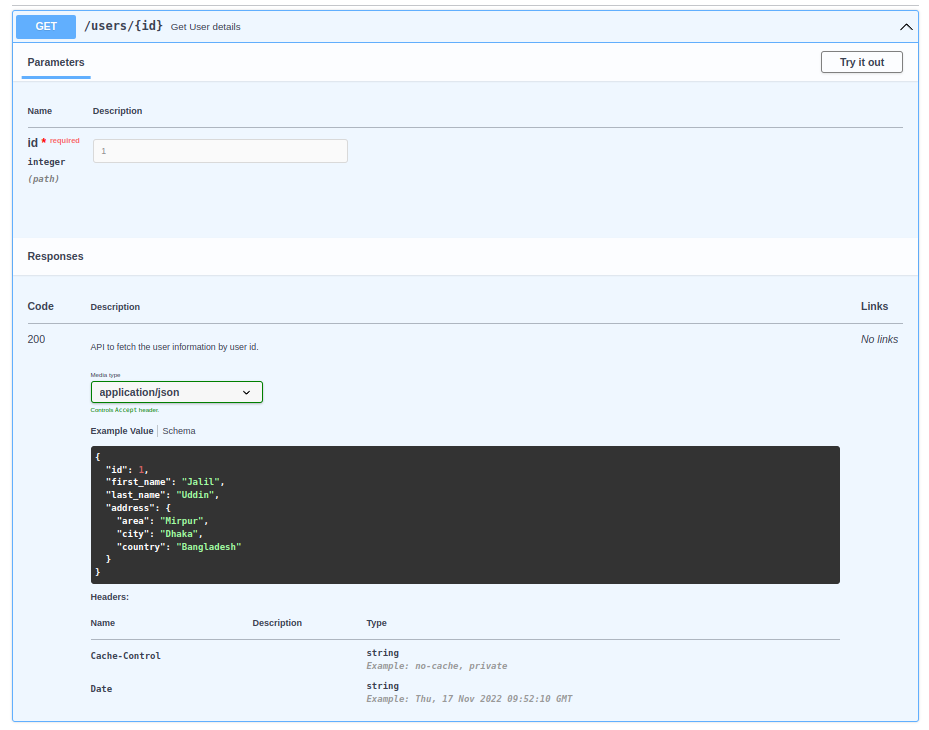 GET /users/{id} Get User details
Parameters Try it out
Name Description
id * required
integer
(path)
1
Responses
Code Description Links
200 API to fetch the user information by user id. No links
Media type
application/json
Controls Accept header.
Example Value Schema
{
  "id": 1,
  "first_name": "Jalil",
  "last_name": "Uddin",
  "address": {
    "area": "Mirpur",
    "city": "Dhaka",
    "country": "Bangladesh"
  }
}
Headers:
Name Description Type
Cache-Control string
Example: no-cache, private
Date string
Example: Thu, 17 Nov 2022 09:52:10 GMT